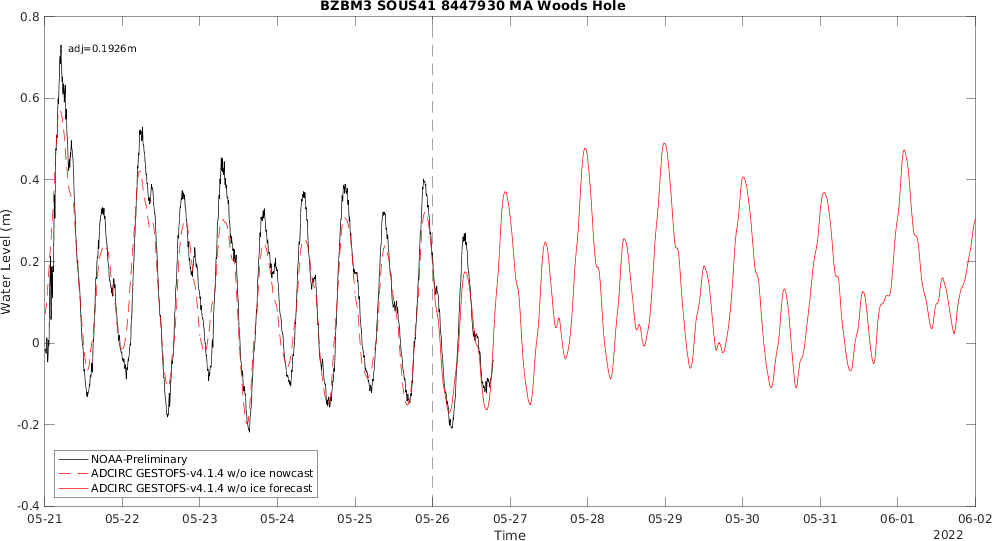 BZBM3 SOUS41 8447930 MA Woods Hole
adj=0.1926m
Water Level (m)
0.8
0.6
0.4
0.2
0
-0.2
-0.4
NOAA-Preliminary
ADCIRC GESTOFS-v4.1.4 w/o ice nowcast
ADCIRC GESTOFS-v4.1.4 w/o ice forecast
05-21 05-22 05-23 05-24 05-25 05-26 05-27 05-28 05-29 05-30 05-31 06-01 06-02
Time
2022